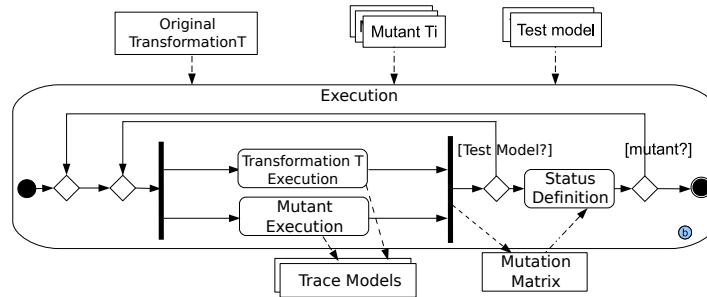 Original
TransformationT
Mutant Ti
Test model
Execution
[Test Model?]
[mutant?]
Transformation T
Execution
Mutant
Execution
Status
Definition
b
Trace Models
Mutation
Matrix